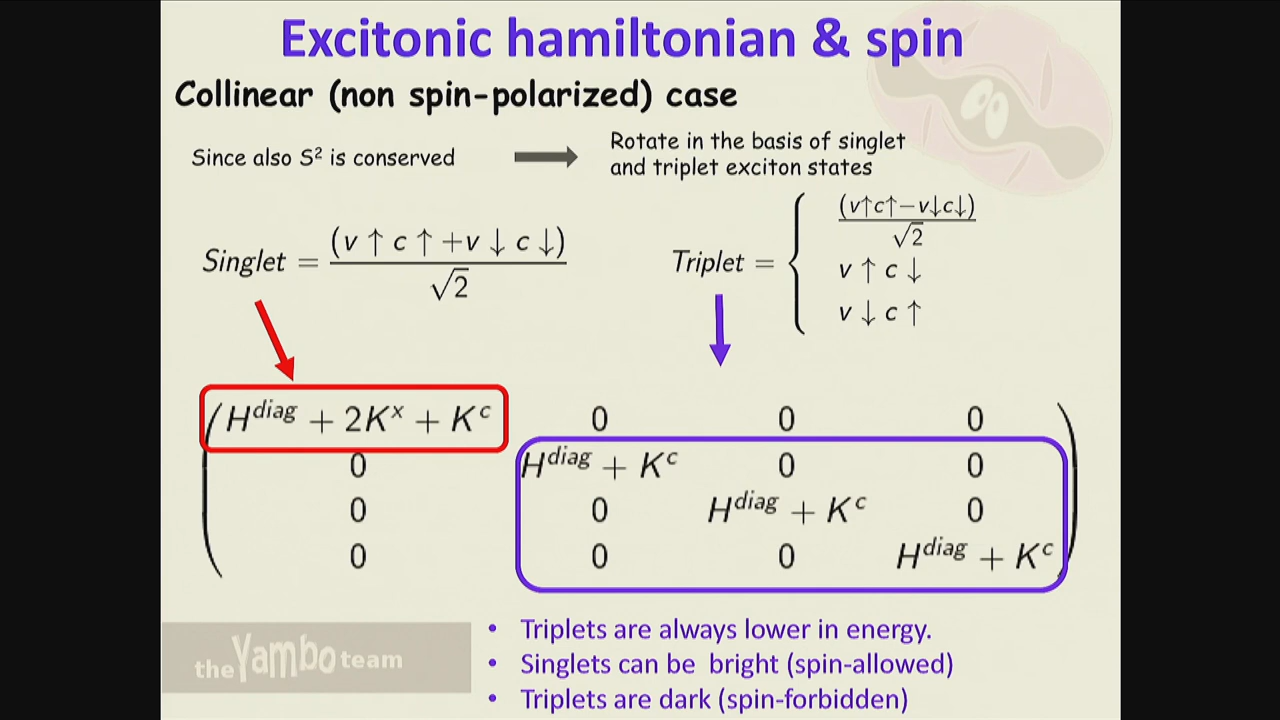 Excitonic hamiltonian & spin
Collinear (non spin-polarized) case
Since also S² is conserved
Rotate in the basis of singlet
and triplet exciton states
Singlet = (v ↑ c ↑ +v ↓ c ↓) / √2
Triplet = { (v↑c↑−v↓c↓) / √2
v ↑ c ↓
v ↓ c ↑
H^diag + 2K^x + K^c 0 0 0
0 H^diag + K^c 0 0
0 0 H^diag + K^c 0
0 0 0 H^diag + K^c
• Triplets are always lower in energy.
• Singlets can be bright (spin-allowed)
• Triplets are dark (spin-forbidden)
the Yambo team